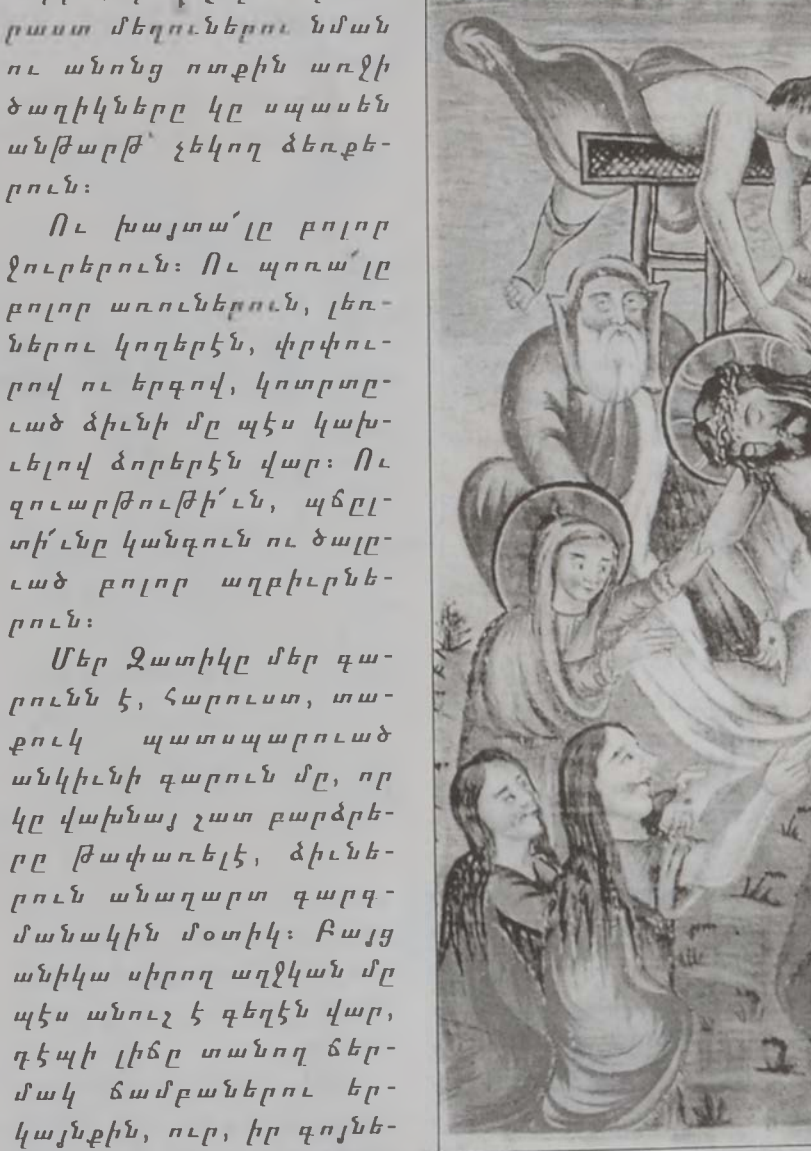 րաստ մեղուներու նման
ու անոնց ոտքին առջի
ծաղիկները կը սպասեն
անթարթ՝ չեկող ձեռքե-
րուն։
Ու խայտա՛լը բոլոր
ջուրերուն։ Ու պոռա՛լը
բոլոր առուներուն, լեռ-
ներու կողերէն, փրփու-
րով ու երգով, կոտրտը-
ւած ձիւնի մը պէս կախ-
ւելով ձորերէն վար։ Ու
զուարթութի՛ւն, պճըլ-
տի՛ւնը կանգուն ու ծալը-
ւած բոլոր աղբիւրնե-
րուն։
Մեր Զատիկը մեր գա-
րունն է, հարուստ, տա-
քուկ պատսպարուած
անկիւնի գարուն մը, որ
կը վախնայ շատ բարձրե-
րը թափառելէ, ձիւնե-
րուն անաղարտ գարգ-
մանակին մօտիկ։ Բայց
անիկա սիրող աղջկան մը
պէս անուշ է գեղէն վար,
դէպի լիճը տանող ճեր-
մակ ճամբաներու եր-
կայնքին, ուր, իր գոյնե-